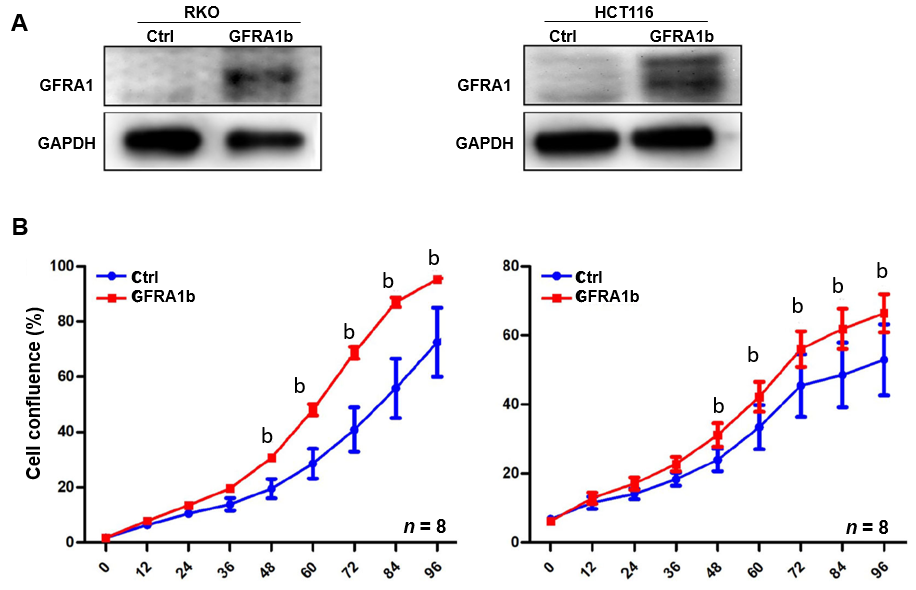 A
RKO
Ctrl GFRA1b
GFRA1
GAPDH
HCT116
Ctrl GFRA1b
GFRA1
GAPDH
B
Cell confluence (%)
100
80
60
40
20
0
Ctrl
GFRA1b
b b b b b
n = 8
0 12 24 36 48 60 72 84 96
80
60
40
20
0
Ctrl
GFRA1b
b b b b b
n = 8
0 12 24 36 48 60 72 84 96